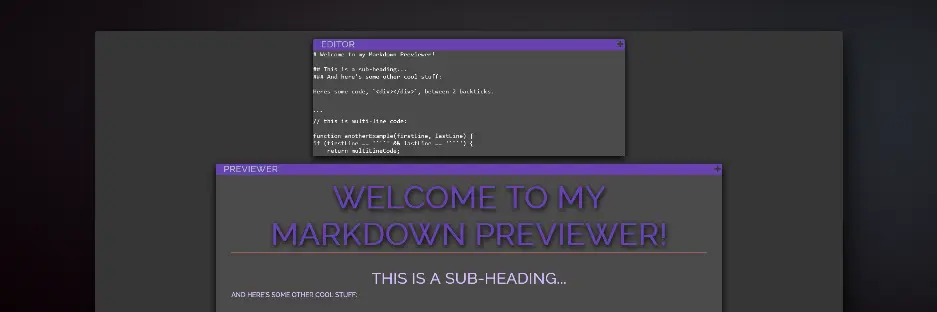 EDITOR
# Welcome to my Markdown Previewer!
## This is a sub-heading...
### And here's some other cool stuff:
Heres some code, `<div></div>`, between 2 backticks.
```
// this is multi-line code:
function anotherExample(firstLine, lastLine) {
if (firstLine == '```' && lastLine == '```') {
return multiLineCode;
PREVIEWER
WELCOME TO MY
MARKDOWN PREVIEWER!
THIS IS A SUB-HEADING...
AND HERE'S SOME OTHER COOL STUFF: